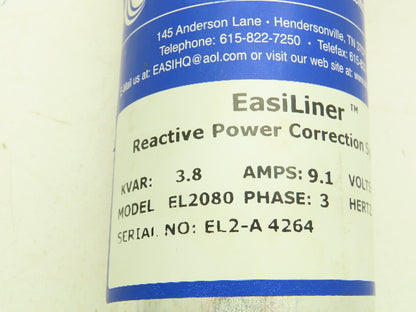 145 Anderson Lane • Hendersonville, TN
Telephone: 615-822-7250 • Telefax: 615-
E-Mail us at: EASIHQ@aol.com or visit our web site at:
EasiLiner™
Reactive Power Correction
KVAR: 3.8 AMPS: 9.1 VOLTS
MODEL EL2080 PHASE: 3 HERTZ
SERIAL NO: EL2-A 4264